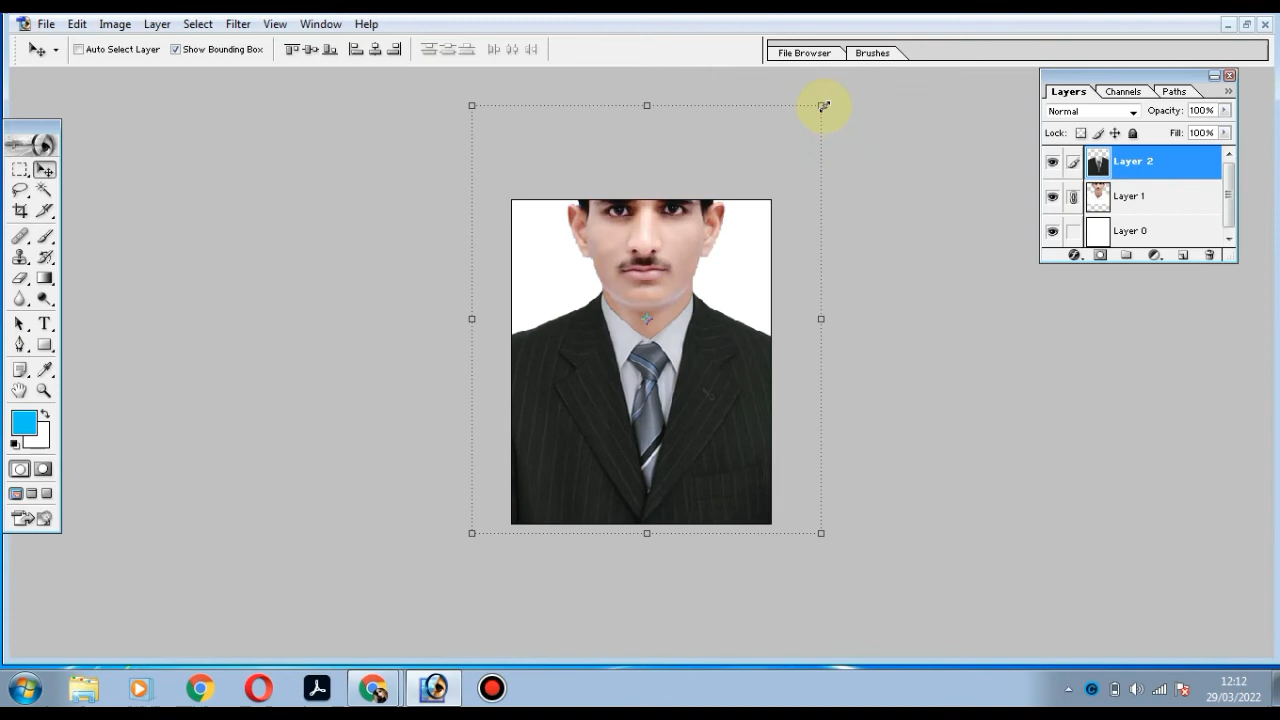 File Edit Image Layer Select Filter View Window Help
Auto Select Layer Show Bounding Box File Browser Brushes
Layers Channels Paths
Normal Opacity: 100%
Lock: Fill: 100%
Layer 2
Layer 1
Layer 0
12:12
29/03/2022